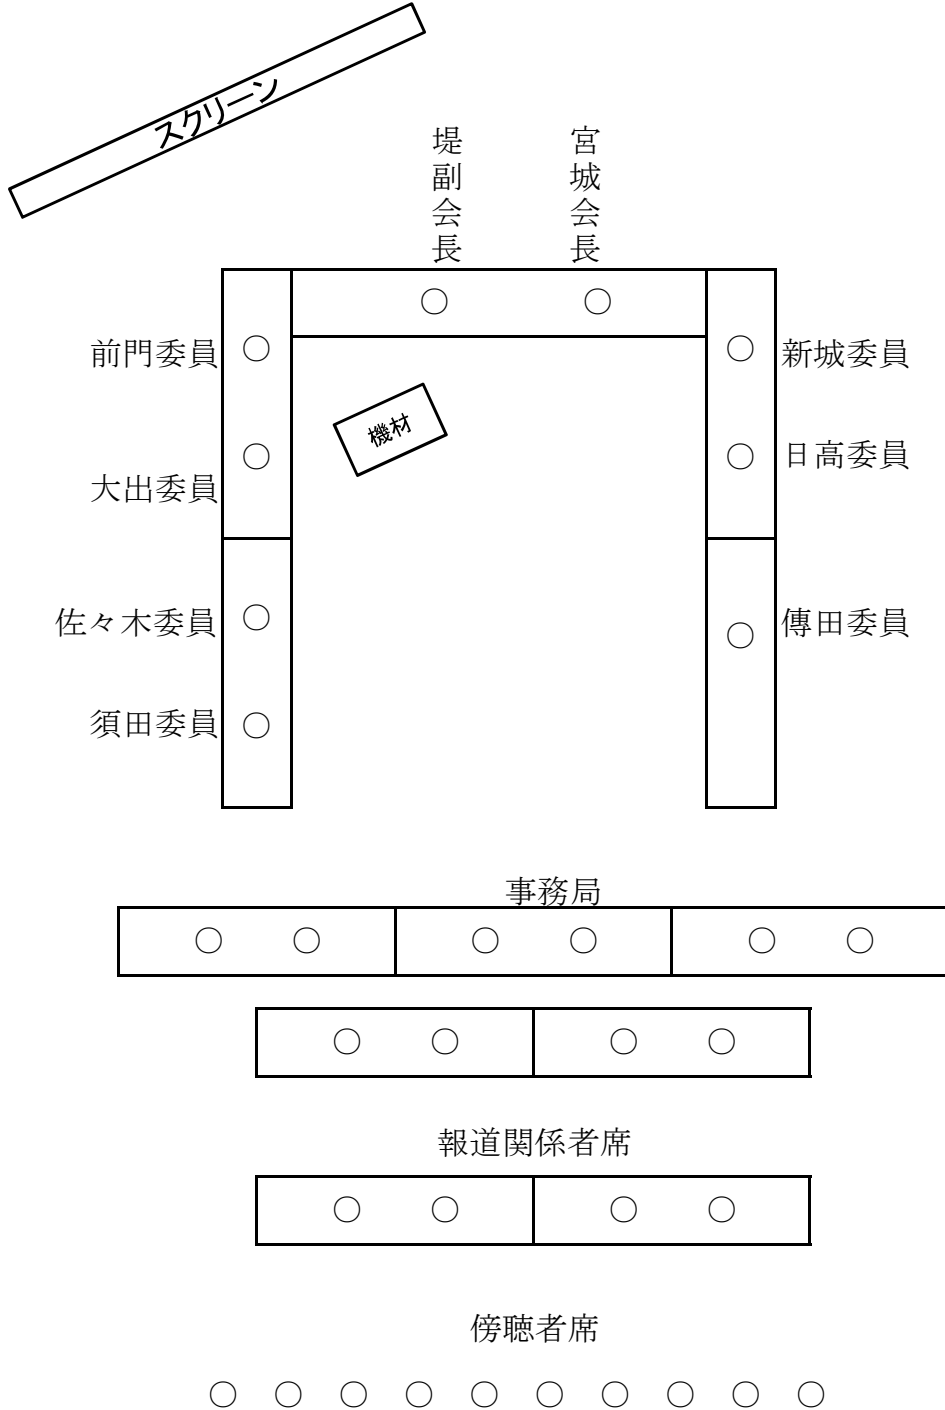 スクリーン
堤副会長
宮城会長
前門委員
新城委員
機材
日高委員
大出委員
佐々木委員
傳田委員
須田委員
事務局
報道関係者席
傍聴者席